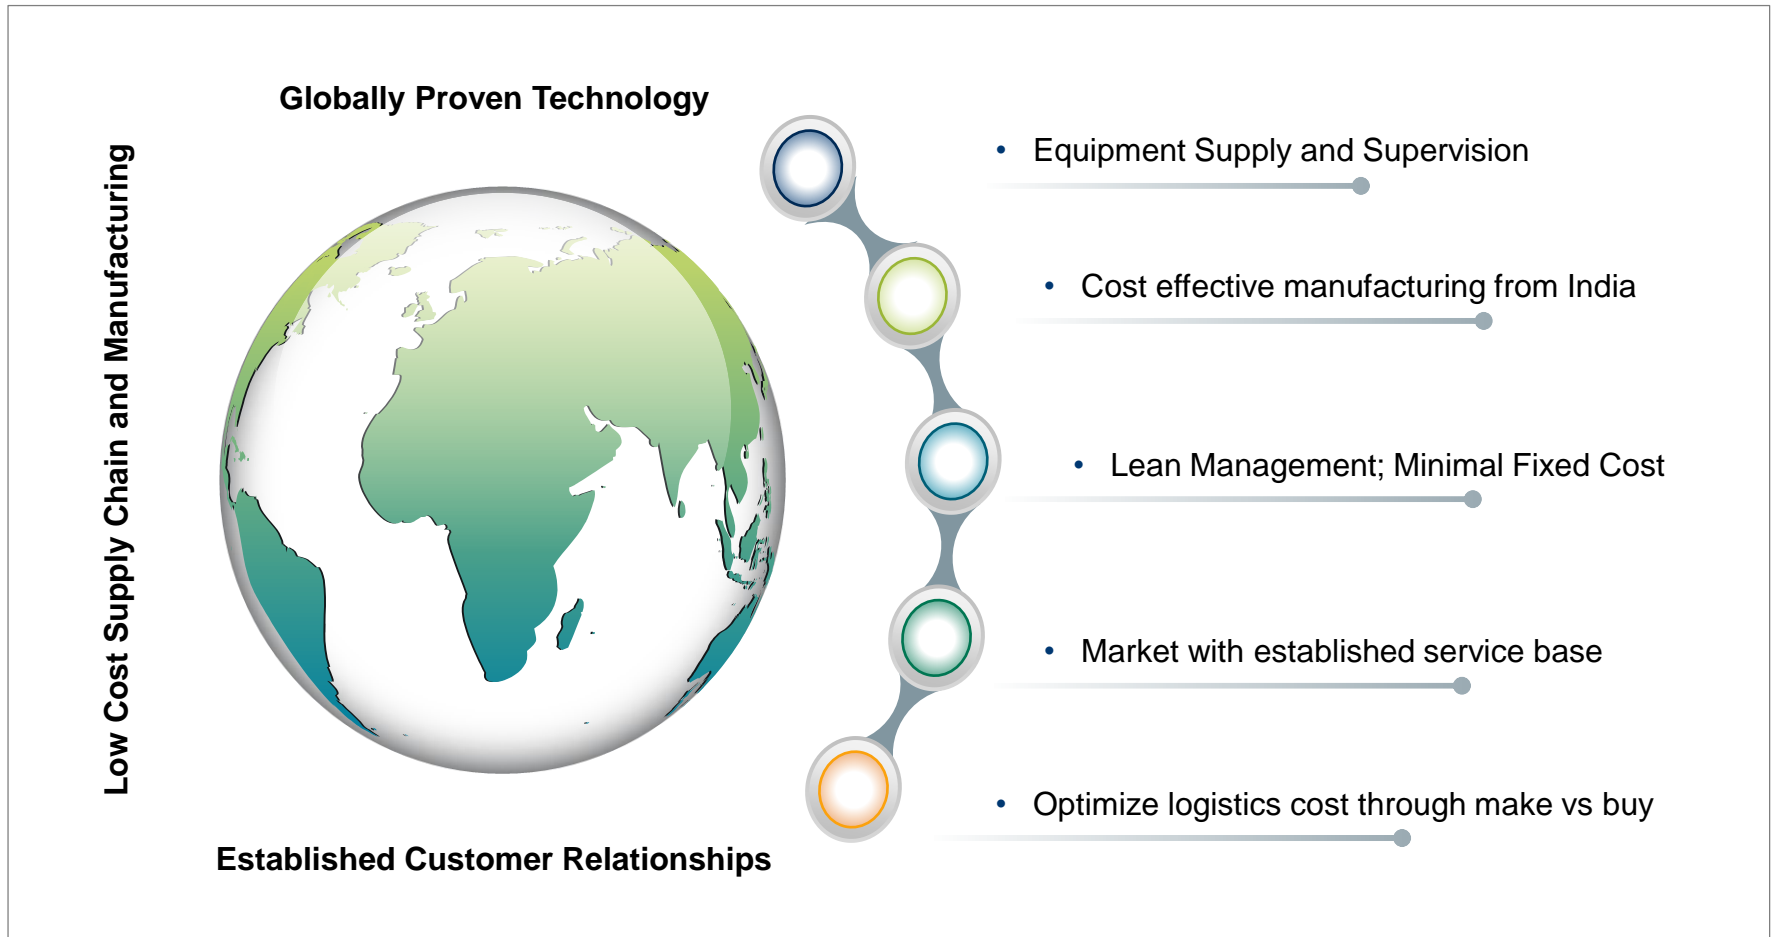 Globally Proven Technology
Low Cost Supply Chain and Manufacturing
Established Customer Relationships
• Equipment Supply and Supervision
• Cost effective manufacturing from India
• Lean Management; Minimal Fixed Cost
• Market with established service base
• Optimize logistics cost through make vs buy